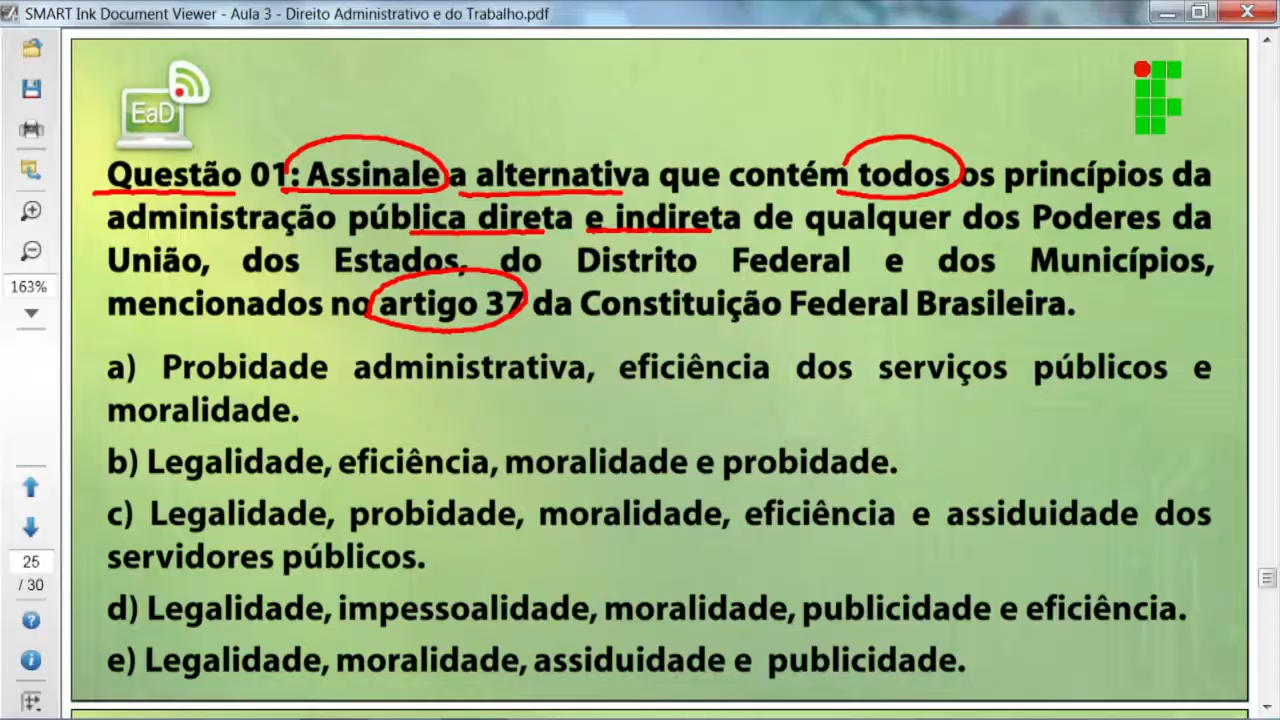 SMART Ink Document Viewer - Aula 3 - Direito Administrativo e do Trabalho.pdf
EaD
Questão 01: Assinale a alternativa que contém todos os princípios da
administração pública direta e indireta de qualquer dos Poderes da
União, dos Estados, do Distrito Federal e dos Municípios,
mencionados no artigo 37 da Constituição Federal Brasileira.
a) Probidade administrativa, eficiência dos serviços públicos e
moralidade.
b) Legalidade, eficiência, moralidade e probidade.
c) Legalidade, probidade, moralidade, eficiência e assiduidade dos
servidores públicos.
d) Legalidade, impessoalidade, moralidade, publicidade e eficiência.
e) Legalidade, moralidade, assiduidade e publicidade.
163%
25
/ 30